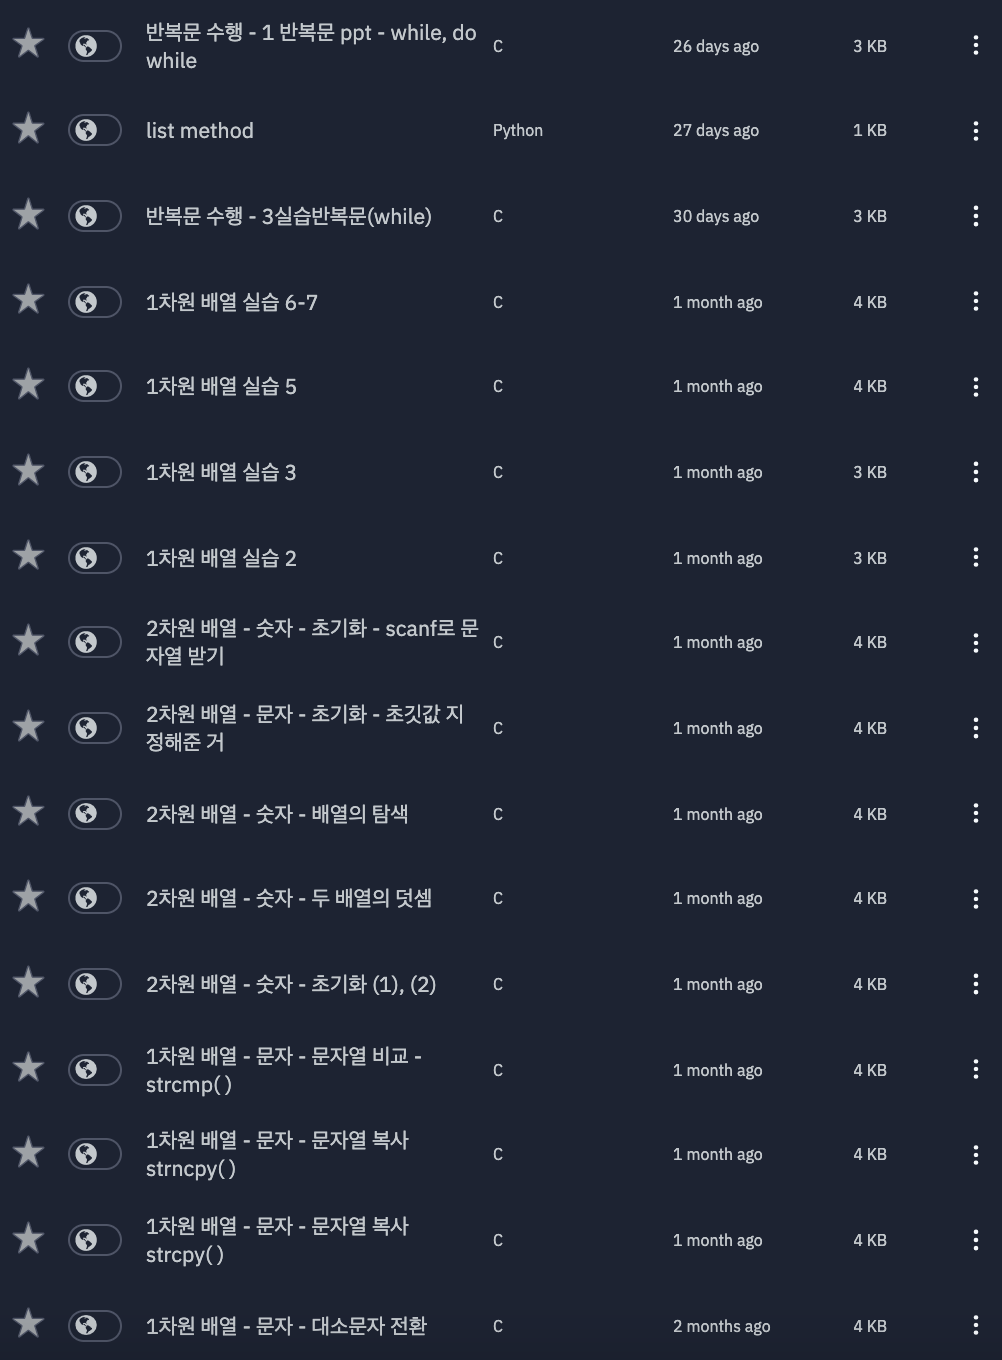 반복문 수행 - 1 반복문 ppt - while, do
while
C
26 days ago
3 KB
list method
Python
27 days ago
1 KB
반복문 수행 - 3실습반복문(while)
C
30 days ago
3 KB
1차원 배열 실습 6-7
C
1 month ago
4 KB
1차원 배열 실습 5
C
1 month ago
4 KB
1차원 배열 실습 3
C
1 month ago
3 KB
1차원 배열 실습 2
C
1 month ago
3 KB
2차원 배열 - 숫자 - 초기화 - scanf로 문
자열 받기
C
1 month ago
4 KB
2차원 배열 - 문자 - 초기화 - 초깃값 지
정해준 거
C
1 month ago
4 KB
2차원 배열 - 숫자 - 배열의 탐색
C
1 month ago
4 KB
2차원 배열 - 숫자 - 두 배열의 덧셈
C
1 month ago
4 KB
2차원 배열 - 숫자 - 초기화 (1), (2)
C
1 month ago
4 KB
1차원 배열 - 문자 - 문자열 비교 -
strcmp( )
C
1 month ago
4 KB
1차원 배열 - 문자 - 문자열 복사
strncpy( )
C
1 month ago
4 KB
1차원 배열 - 문자 - 문자열 복사
strcpy( )
C
1 month ago
4 KB
1차원 배열 - 문자 - 대소문자 전환
C
2 months ago
4 KB